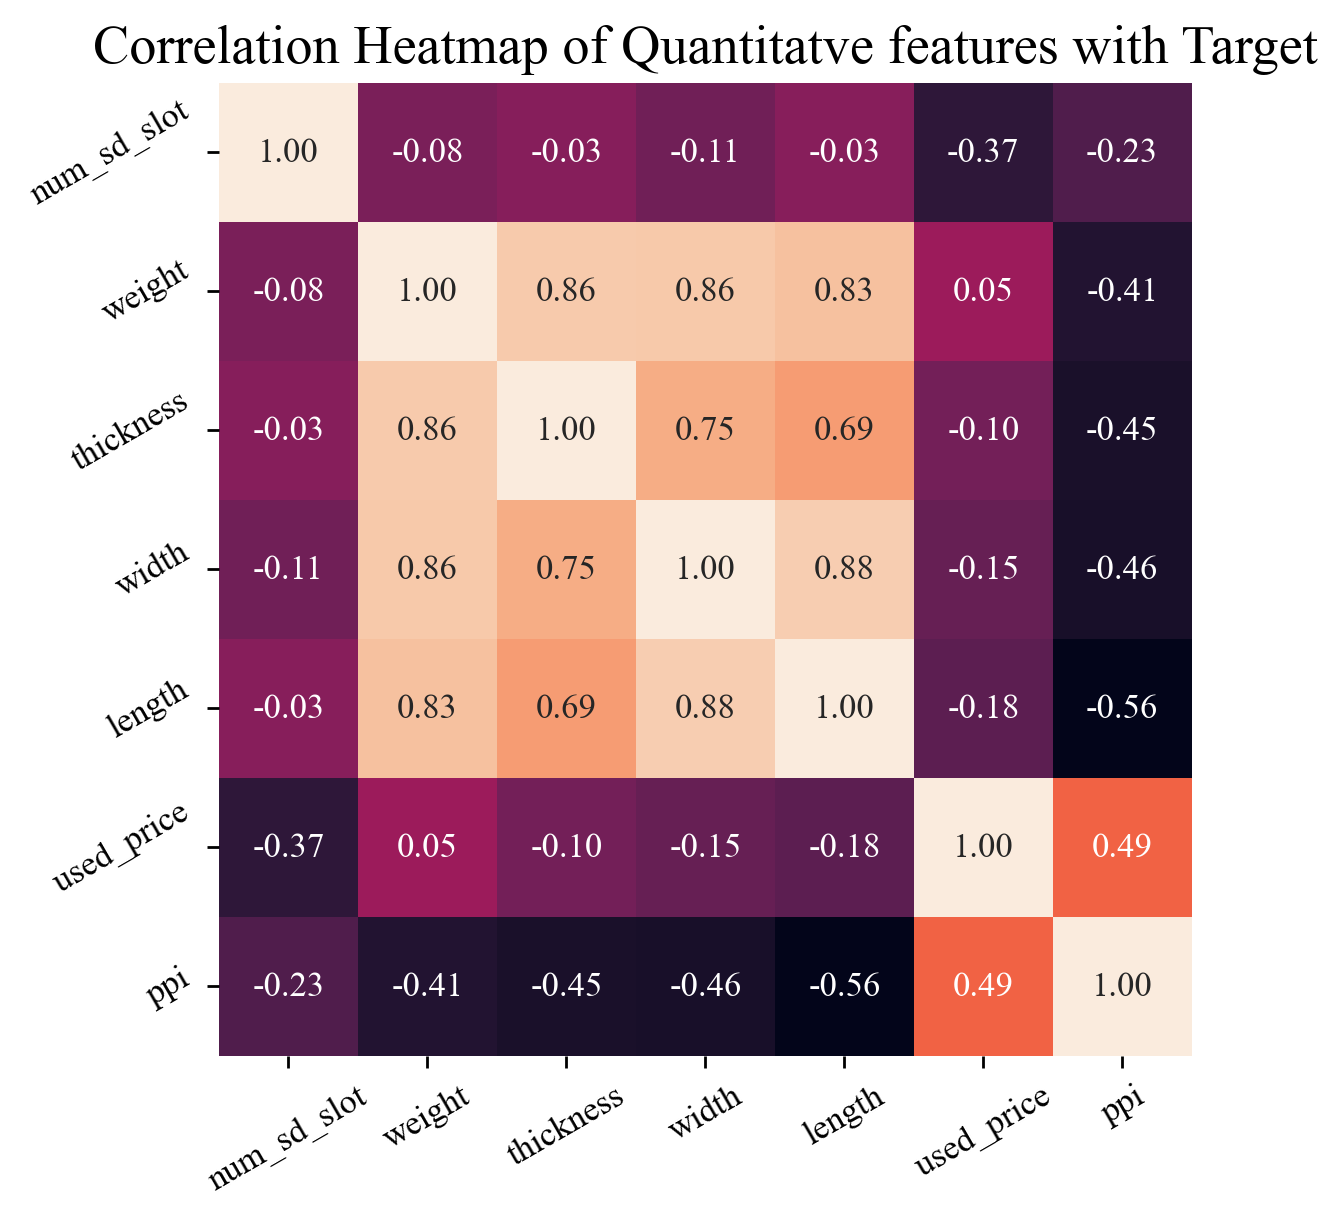 Correlation Heatmap of Quantitatve features with Target
num_sd_slot 1.00 -0.08 -0.03 -0.11 -0.03 -0.37 -0.23
weight -0.08 1.00 0.86 0.86 0.83 0.05 -0.41
thickness -0.03 0.86 1.00 0.75 0.69 -0.10 -0.45
width -0.11 0.86 0.75 1.00 0.88 -0.15 -0.46
length -0.03 0.83 0.69 0.88 1.00 -0.18 -0.56
used_price -0.37 0.05 -0.10 -0.15 -0.18 1.00 0.49
ppi -0.23 -0.41 -0.45 -0.46 -0.56 0.49 1.00
num_sd_slot weight thickness width length used_price ppi